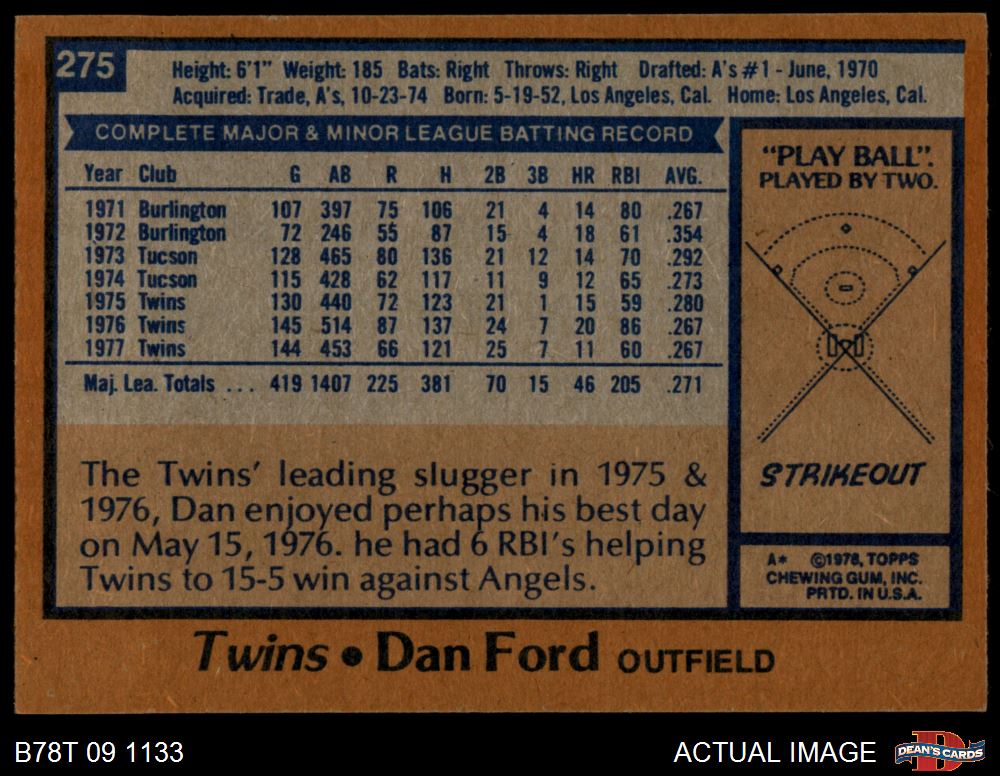 275
Height: 6'1" Weight: 185 Bats: Right Throws: Right Drafted: A's #1 - June, 1970
Acquired: Trade, A's, 10-23-74 Born: 5-19-52, Los Angeles, Cal. Home: Los Angeles, Cal.
COMPLETE MAJOR & MINOR LEAGUE BATTING RECORD
Year Club G AB R H 2B 3B HR RBI AVG.
1971 Burlington 107 397 75 106 21 4 14 80 .267
1972 Burlington 72 246 55 87 15 4 18 61 .354
1973 Tucson 128 465 80 136 21 12 14 70 .292
1974 Tucson 115 428 62 117 11 9 12 65 .273
1975 Twins 130 440 72 123 21 1 15 59 .280
1976 Twins 145 514 87 137 24 7 20 86 .267
1977 Twins 144 453 66 121 25 7 11 60 .267
Maj. Lea. Totals ... 419 1407 225 381 70 15 46 205 .271
The Twins' leading slugger in 1975 &
1976, Dan enjoyed perhaps his best day
on May 15, 1976. he had 6 RBI's helping
Twins to 15-5 win against Angels.
"PLAY BALL".
PLAYED BY TWO.
STRIKEOUT
A* ©1978, TOPPS
CHEWING GUM, INC.
PRTD. IN U.S.A.
Twins • Dan Ford OUTFIELD
B78T 09 1133
ACTUAL IMAGE
DEAN'S CARDS